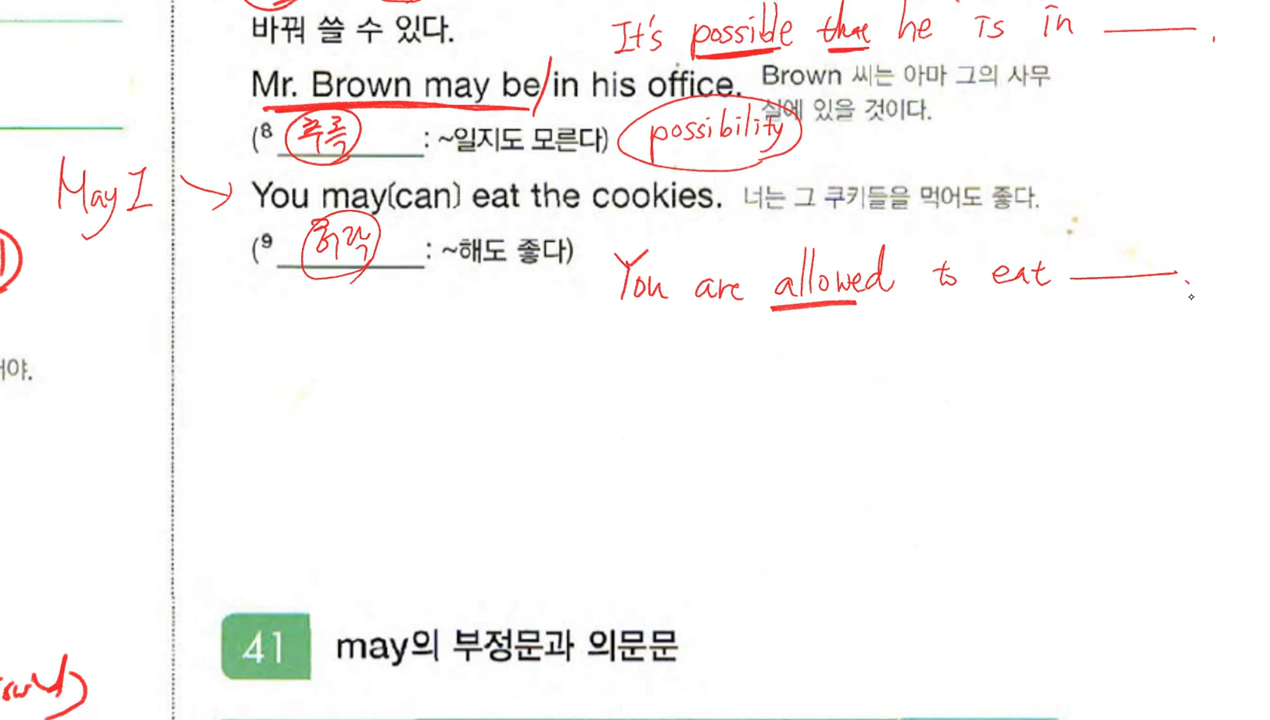 바꿔 쓸 수 있다.
It's possible that he is in ___.
Mr. Brown may be/in his office. Brown 씨는 아마 그의 사무
실에 있을 것이다.
(8 추측 : ~일지도 모른다) possibility
May I → You may(can) eat the cookies. 너는 그 쿠키들을 먹어도 좋다.
(9 허락 : ~해도 좋다)
You are allowed to eat ___.
야.
41 may의 부정문과 의문문